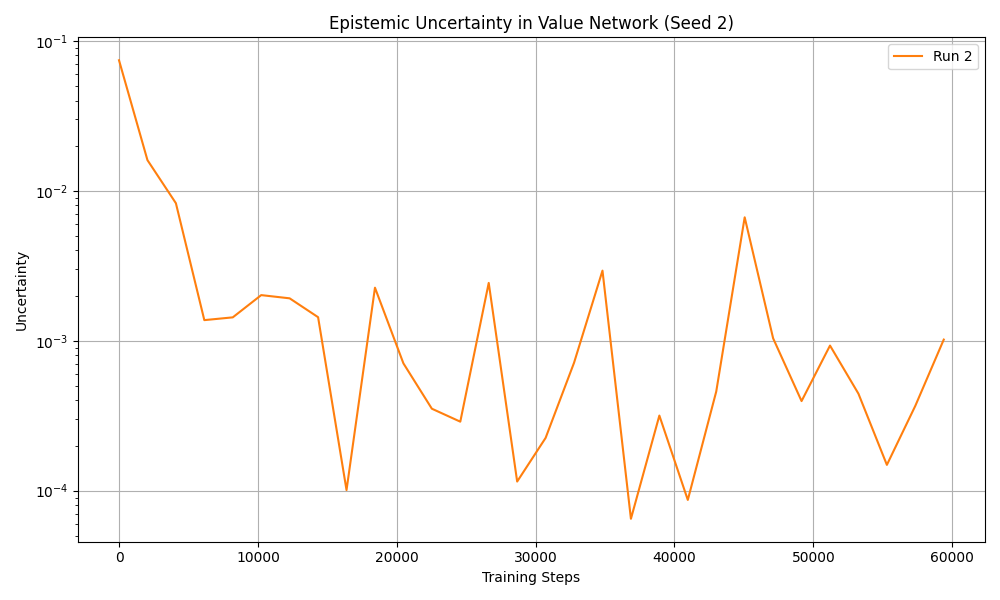 Epistemic Uncertainty in Value Network (Seed 2)
Run 2
Uncertainty
10⁻¹
10⁻²
10⁻³
10⁻⁴
0 10000 20000 30000 40000 50000 60000
Training Steps